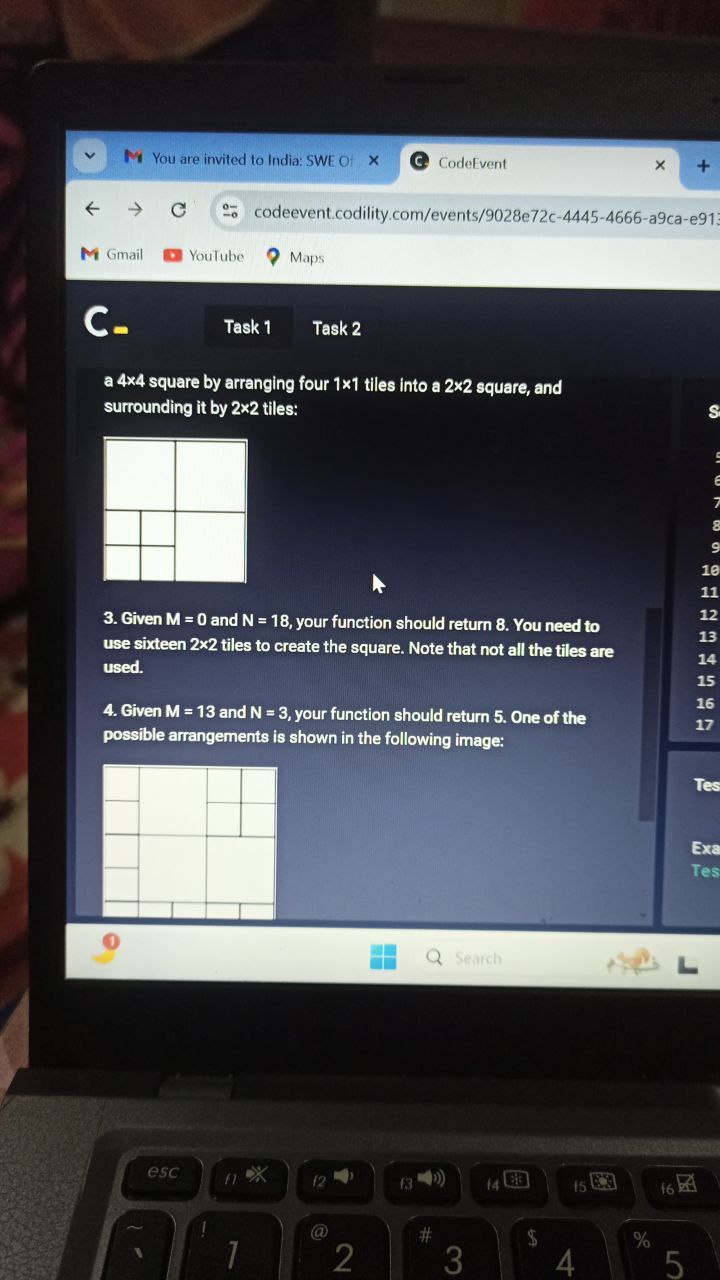 You are invited to India: SWE Of
CodeEvent
codeevent.codility.com/events/9028e72c-4445-4666-a9ca-e913
Gmail YouTube Maps
Task 1 Task 2
a 4×4 square by arranging four 1×1 tiles into a 2×2 square, and
surrounding it by 2×2 tiles:
3. Given M = 0 and N = 18, your function should return 8. You need to
use sixteen 2×2 tiles to create the square. Note that not all the tiles are
used.
4. Given M = 13 and N = 3, your function should return 5. One of the
possible arrangements is shown in the following image:
S
5
6
7
8
9
10
11
12
13
14
15
16
17
Tes
Exa
Tes
1
Search
esc f1 f2 f3 f4 f5 f6
~ ! @ # $ %
` 1 2 3 4 5